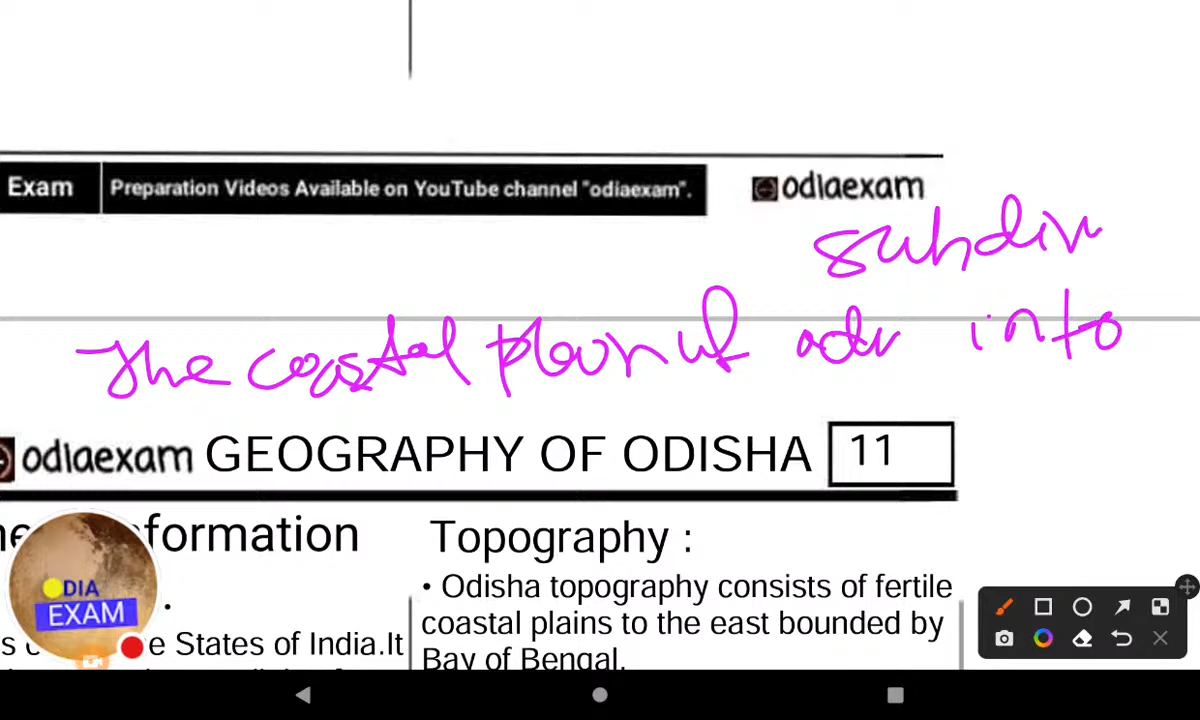 Exam Preparation Videos Available on YouTube channel "odiaexam". odiaexam
subdiv
The coastal plain of odi into
odiaexam GEOGRAPHY OF ODISHA 11
formation
Topography :
• Odisha topography consists of fertile
coastal plains to the east bounded by
Bay of Bengal.
States of India.It
ODIA
EXAM